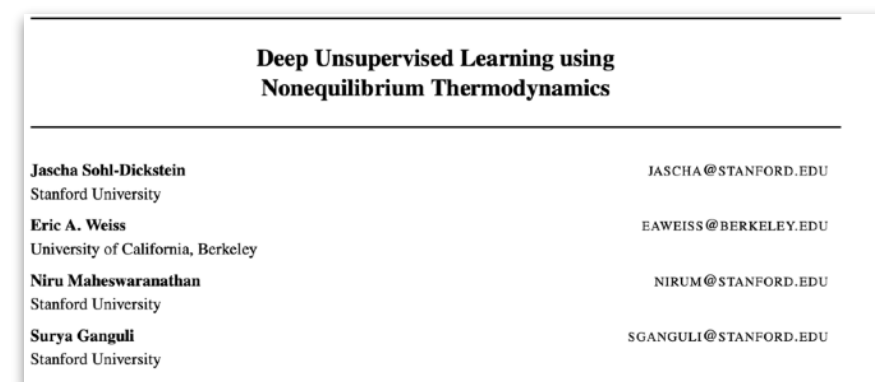 Deep Unsupervised Learning using
Nonequilibrium Thermodynamics
Jascha Sohl-Dickstein JASCHA@STANFORD.EDU
Stanford University
Eric A. Weiss EAWEISS@BERKELEY.EDU
University of California, Berkeley
Niru Maheswaranathan NIRUM@STANFORD.EDU
Stanford University
Surya Ganguli SGANGULI@STANFORD.EDU
Stanford University